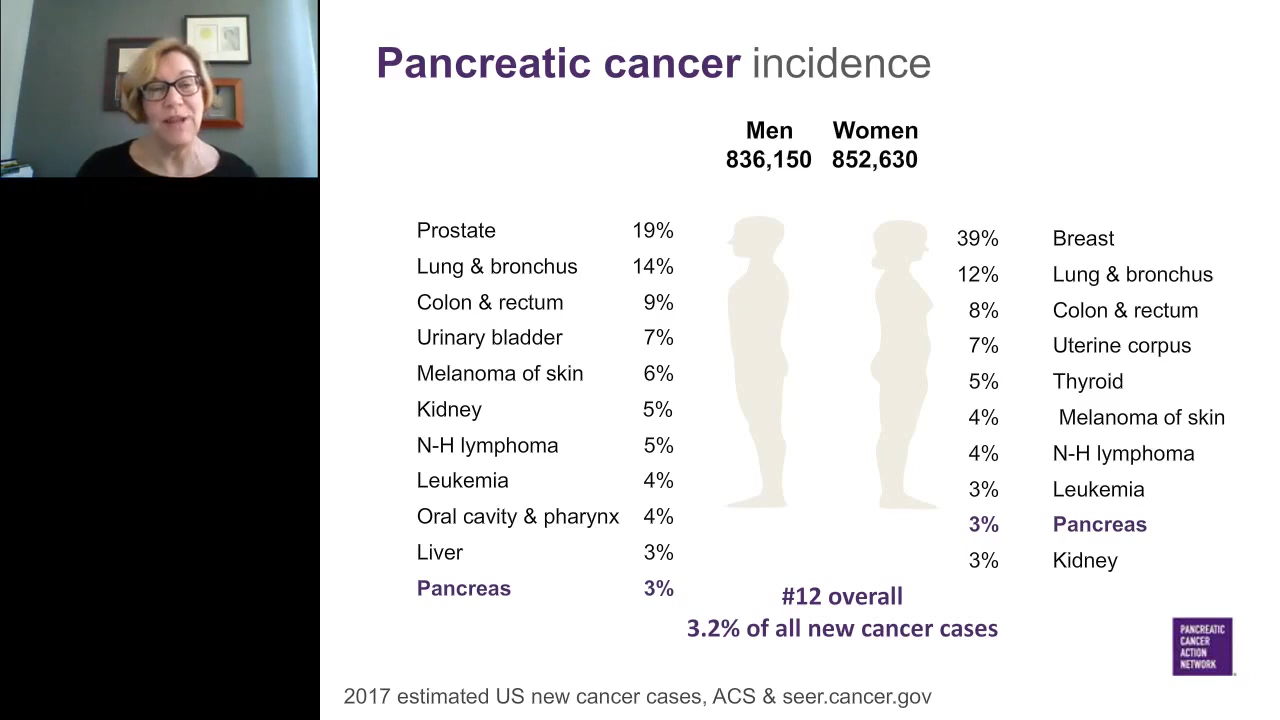 Pancreatic cancer incidence
Men Women
836,150 852,630
Prostate 19%
Lung & bronchus 14%
Colon & rectum 9%
Urinary bladder 7%
Melanoma of skin 6%
Kidney 5%
N-H lymphoma 5%
Leukemia 4%
Oral cavity & pharynx 4%
Liver 3%
Pancreas 3%
39% Breast
12% Lung & bronchus
8% Colon & rectum
7% Uterine corpus
5% Thyroid
4% Melanoma of skin
4% N-H lymphoma
3% Leukemia
3% Pancreas
3% Kidney
#12 overall
3.2% of all new cancer cases
PANCREATIC
CANCER
ACTION
NETWORK
2017 estimated US new cancer cases, ACS & seer.cancer.gov